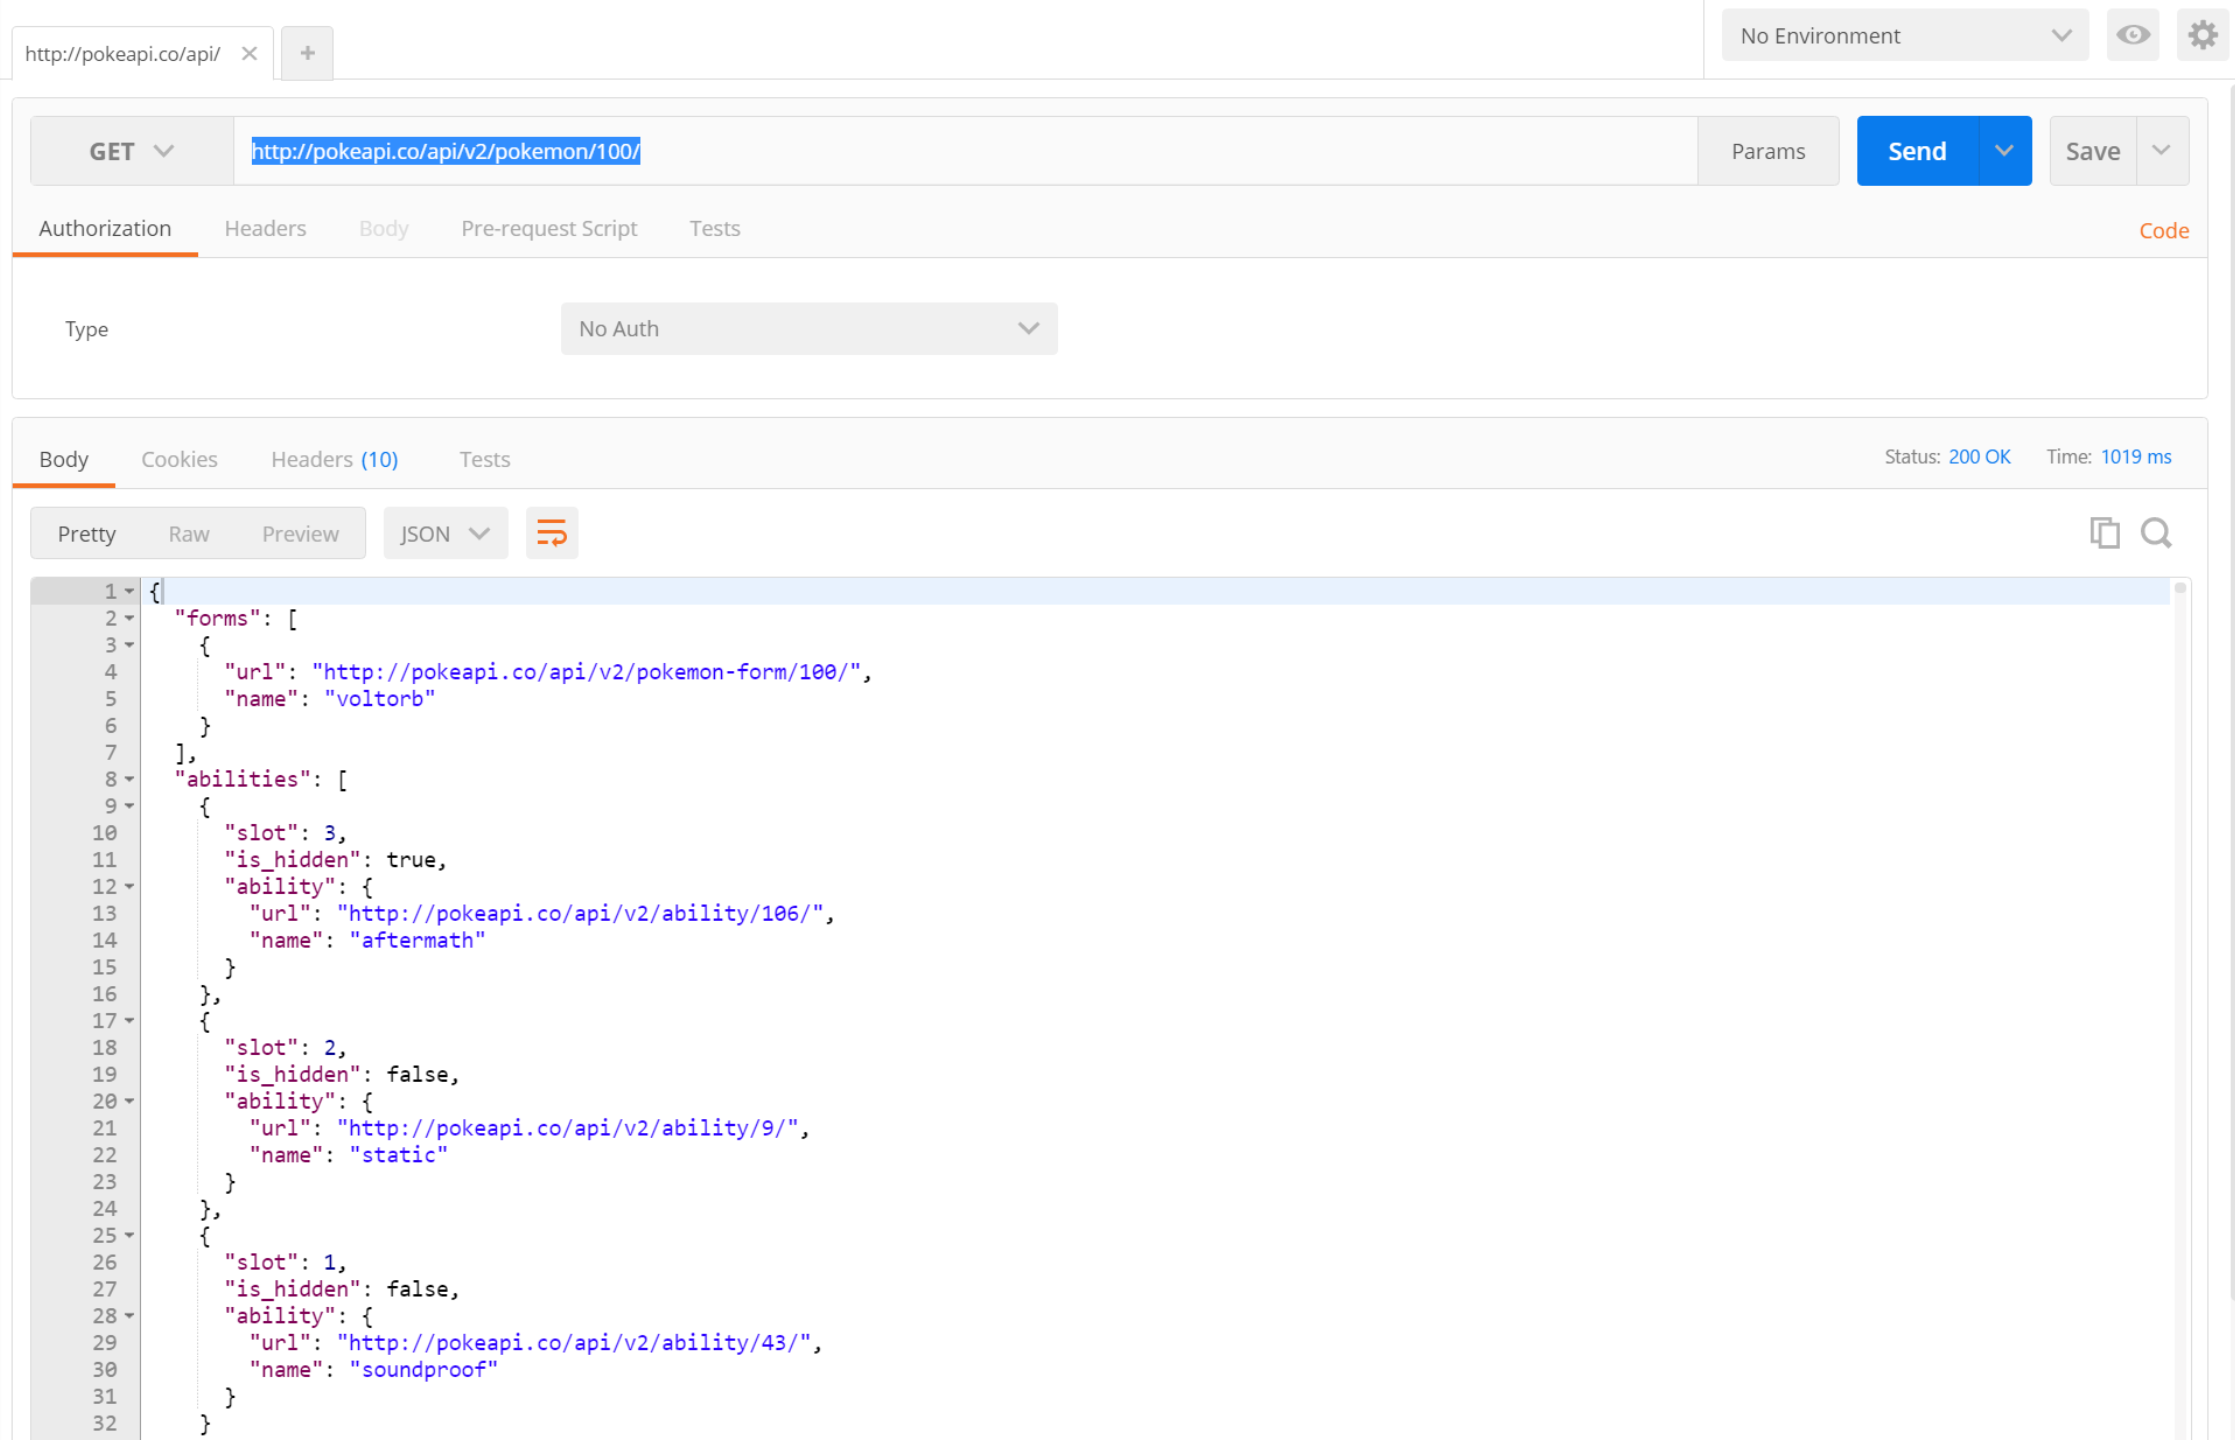 http://pokeapi.co/api/
No Environment
GET http://pokeapi.co/api/v2/pokemon/100/ Params Send Save
Authorization Headers Body Pre-request Script Tests Code
Type No Auth
Body Cookies Headers (10) Tests Status: 200 OK Time: 1019 ms
Pretty Raw Preview JSON
1 {
2 "forms": [
3 {
4 "url": "http://pokeapi.co/api/v2/pokemon-form/100/",
5 "name": "voltorb"
6 }
7 ],
8 "abilities": [
9 {
10 "slot": 3,
11 "is_hidden": true,
12 "ability": {
13 "url": "http://pokeapi.co/api/v2/ability/106/",
14 "name": "aftermath"
15 }
16 },
17 {
18 "slot": 2,
19 "is_hidden": false,
20 "ability": {
21 "url": "http://pokeapi.co/api/v2/ability/9/",
22 "name": "static"
23 }
24 },
25 {
26 "slot": 1,
27 "is_hidden": false,
28 "ability": {
29 "url": "http://pokeapi.co/api/v2/ability/43/",
30 "name": "soundproof"
31 }
32 }